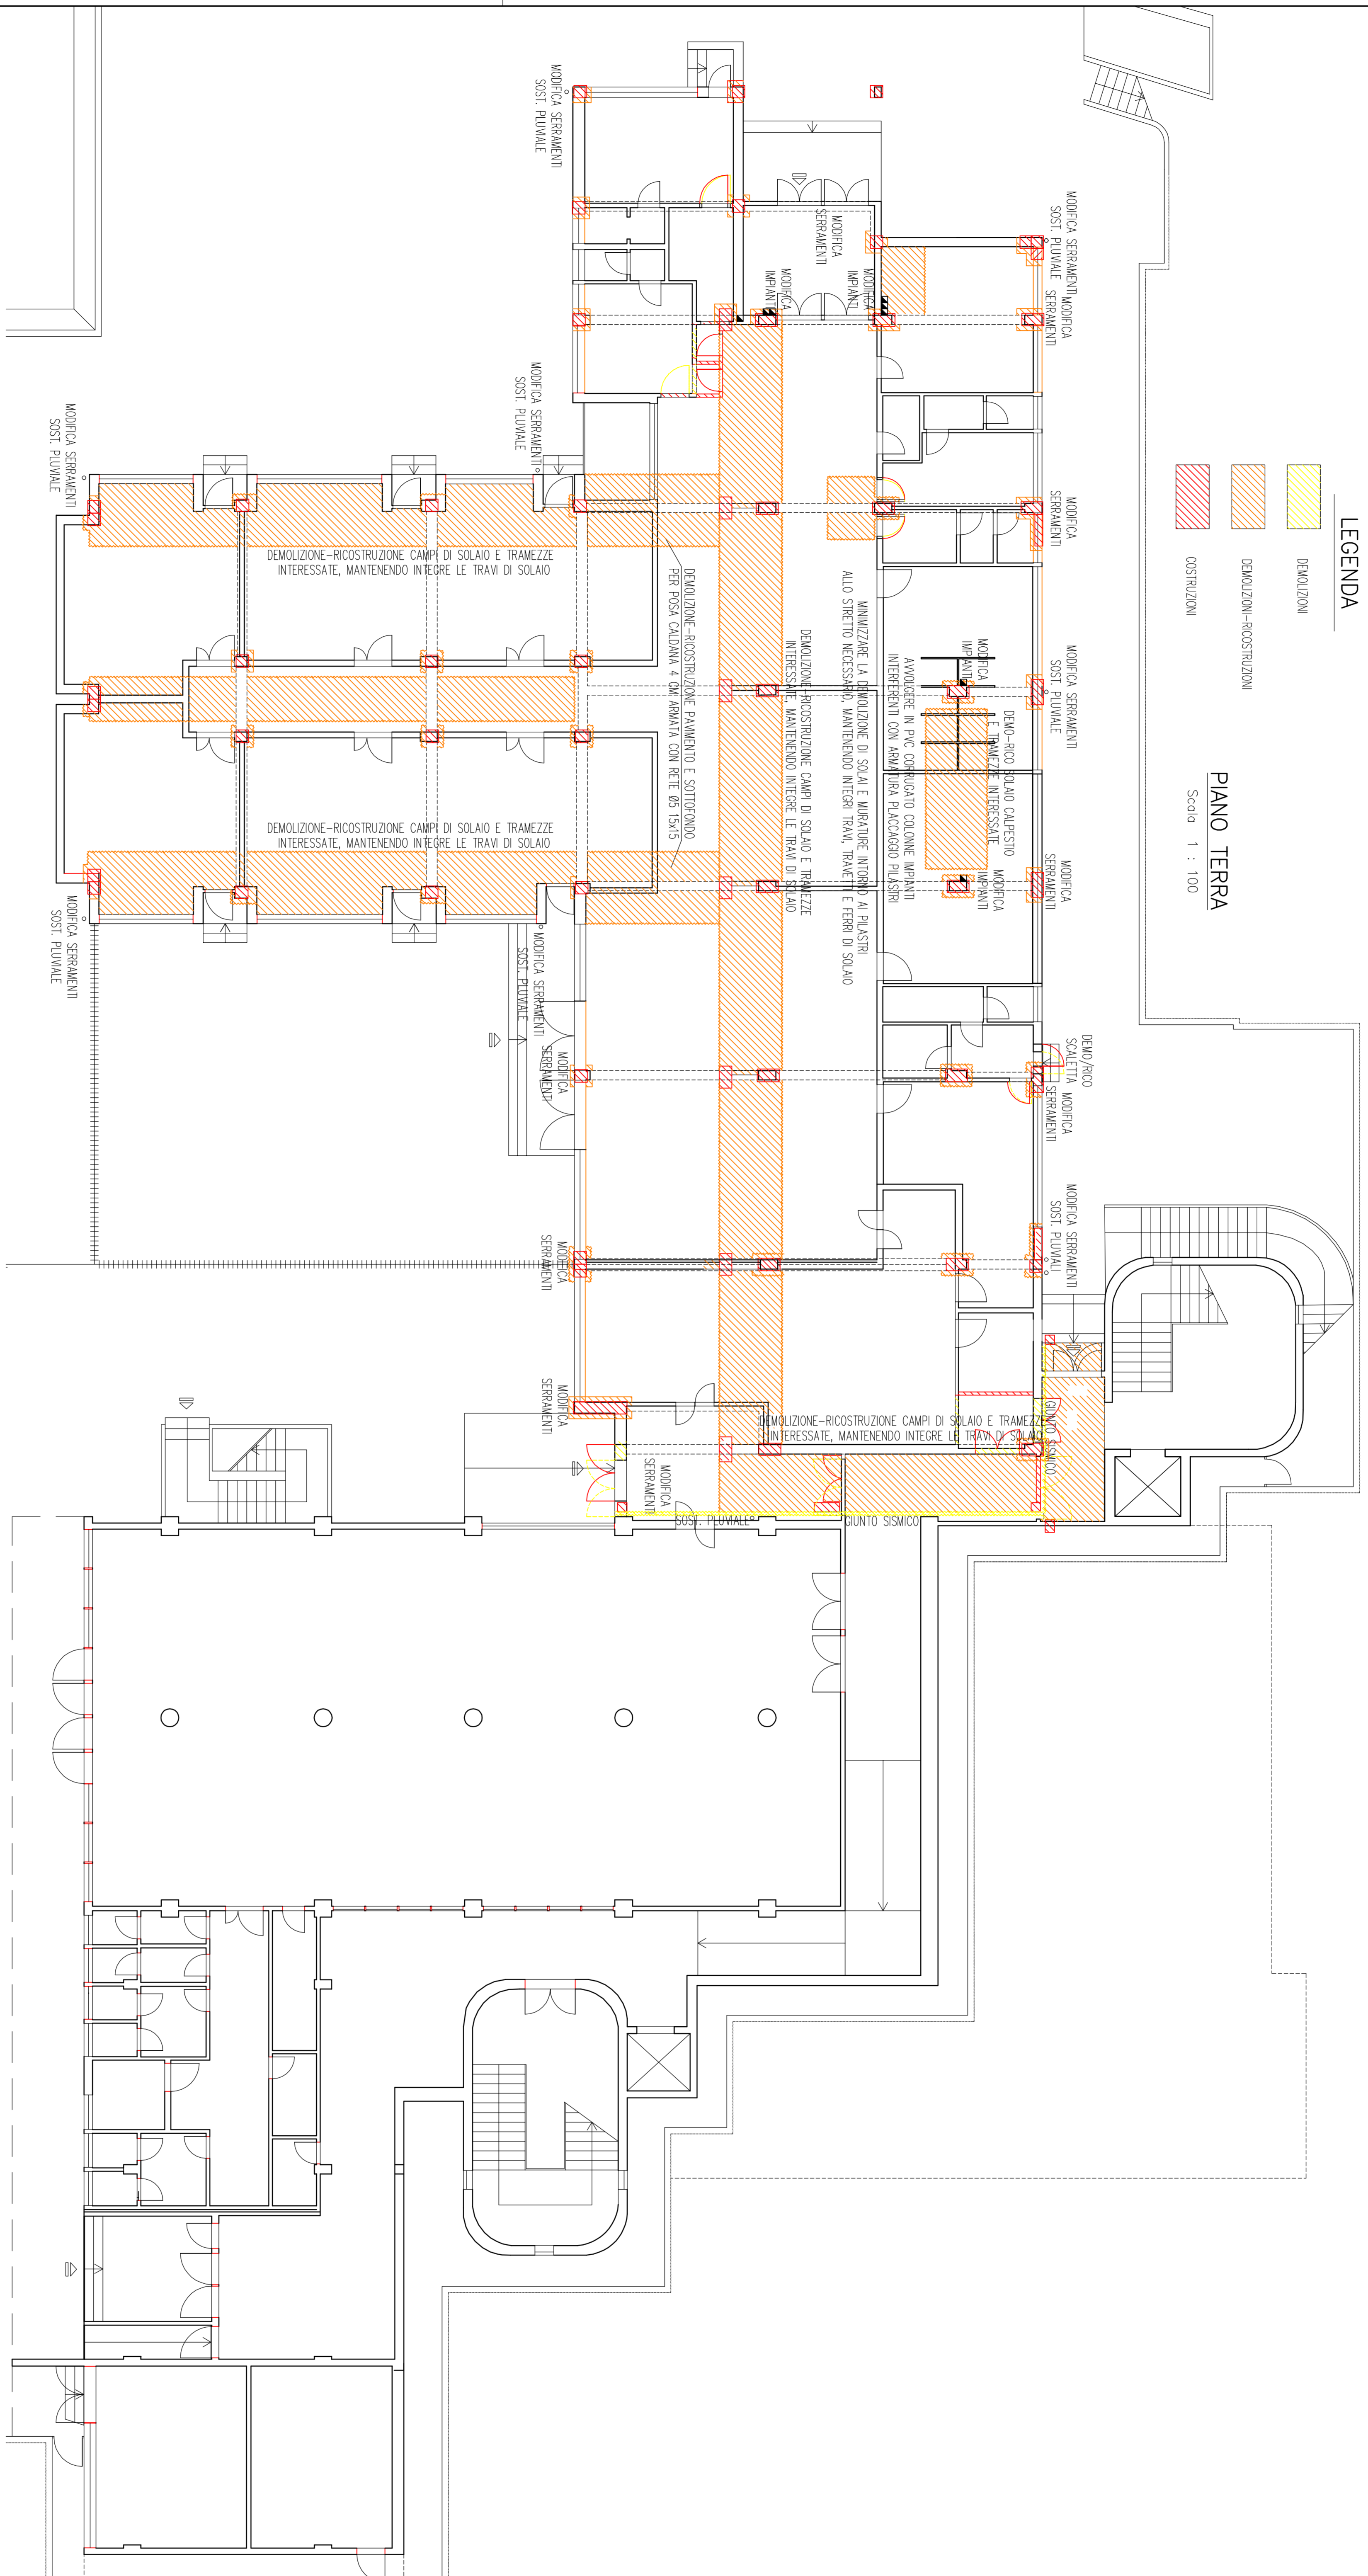 LEGENDA
DEMOLIZIONI
DEMOLIZIONI-RICOSTRUZIONI
COSTRUZIONI
PIANO TERRA
Scala 1 : 100
MODIFICA SERRAMENTI
SOST. PLUVIALE
MODIFICA
SERRAMENTI
MODIFICA
SERRAMENTI
MODIFICA SERRAMENTI
SOST. PLUVIALE
MODIFICA
SERRAMENTI
DEMO/RICO
SCALETTA
MODIFICA
SERRAMENTI
MODIFICA SERRAMENTI
SOST. PLUVIALI
GIUNTO SISMICO
MODIFICA
SERRAMENTI
MODIFICA
IMPIANTI
MODIFICA
IMPIANTI
MODIFICA
IMPIANTI
DEMO-RICO SOLAIO CALPESTIO
E TRAMEZZE INTERESSATE
MODIFICA
IMPIANTI
AVVOLGERE IN PVC CORRUGATO COLONNE IMPIANTI
INTERFERENTI CON ARMATURA PLACCAGGIO PILASTRI
MINIMIZZARE LA DEMOLIZIONE DI SOLAI E MURATURE INTORNO AI PILASTRI
ALLO STRETTO NECESSARIO, MANTENENDO INTEGRI TRAVI, TRAVETTI E FERRI DI SOLAIO
DEMOLIZIONE-RICOSTRUZIONE CAMPI DI SOLAIO E TRAMEZZE
INTERESSATE, MANTENENDO INTEGRE LE TRAVI DI SOLAIO
DEMOLIZIONE-RICOSTRUZIONE PAVIMENTO E SOTTOFONDO
PER POSA CALDANA 4 CM ARMATA CON RETE Ø5 15x15
MODIFICA SERRAMENTI
SOST. PLUVIALE
MODIFICA SERRAMENTI
SOST. PLUVIALE
MODIFICA SERRAMENTI
SOST. PLUVIALE
DEMOLIZIONE-RICOSTRUZIONE CAMPI DI SOLAIO E TRAMEZZE
INTERESSATE, MANTENENDO INTEGRE LE TRAVI DI SOLAIO
DEMOLIZIONE-RICOSTRUZIONE CAMPI DI SOLAIO E TRAMEZZE
INTERESSATE, MANTENENDO INTEGRE LE TRAVI DI SOLAIO
MODIFICA SERRAMENTI
SOST. PLUVIALE
MODIFICA SERRAMENTI
SOST. PLUVIALE
MODIFICA
SERRAMENTI
MODIFICA
SERRAMENTI
MODIFICA
SERRAMENTI
DEMOLIZIONE-RICOSTRUZIONE CAMPI DI SOLAIO E TRAMEZZE
INTERESSATE, MANTENENDO INTEGRE LE TRAVI DI SOLAIO
MODIFICA
SERRAMENTI
SOST. PLUVIALE
GIUNTO SISMICO